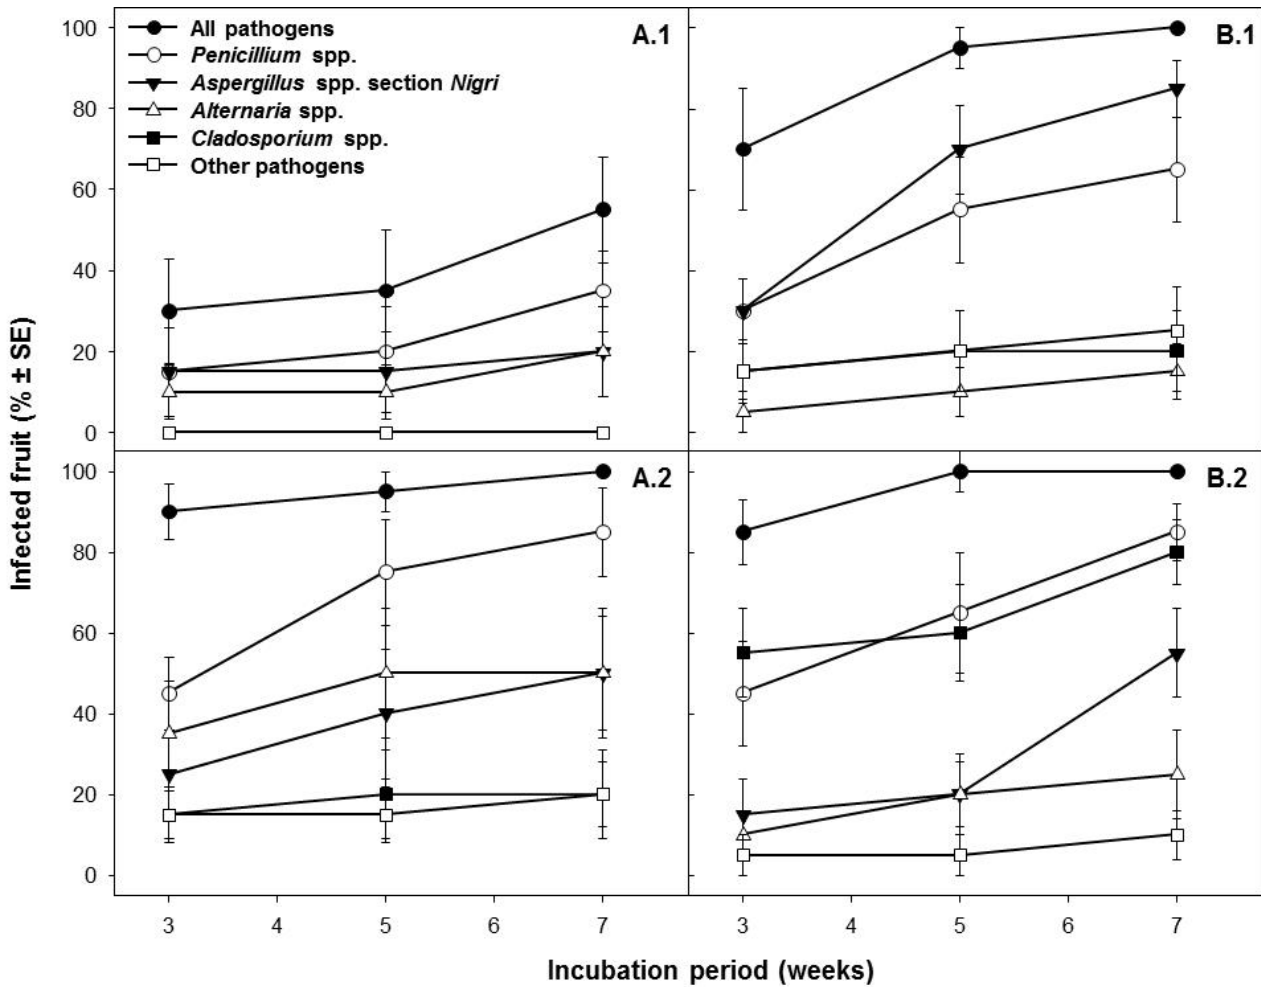 All pathogens
Penicillium spp.
Aspergillus spp. section Nigri
Alternaria spp.
Cladosporium spp.
Other pathogens
A.1
B.1
A.2
B.2
100
80
60
40
20
0
100
80
60
40
20
0
Infected fruit (% ± SE)
3 4 5 6 7 3 4 5 6 7
Incubation period (weeks)